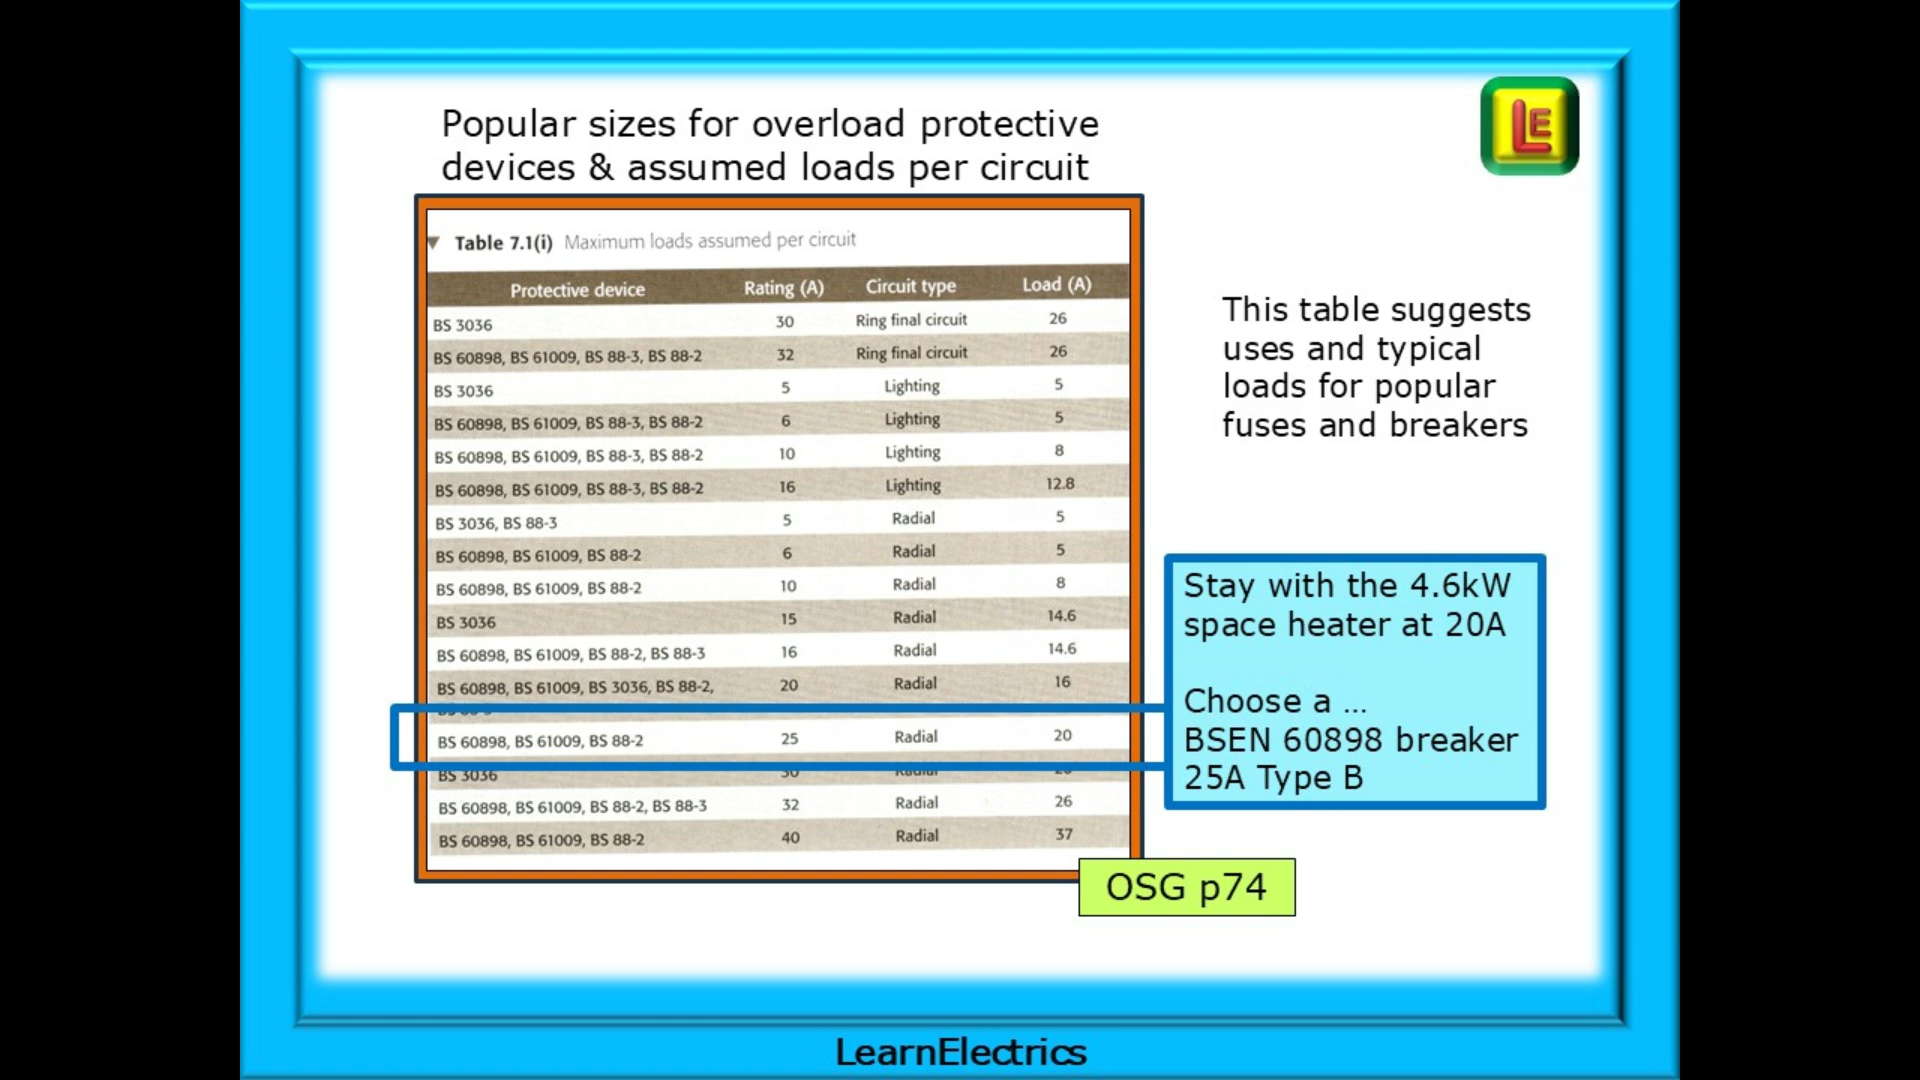 Popular sizes for overload protective
devices & assumed loads per circuit
LE
Table 7.1(i) Maximum loads assumed per circuit
Protective device Rating (A) Circuit type Load (A)
BS 3036 30 Ring final circuit 26
BS 60898, BS 61009, BS 88-3, BS 88-2 32 Ring final circuit 26
BS 3036 5 Lighting 5
BS 60898, BS 61009, BS 88-3, BS 88-2 6 Lighting 5
BS 60898, BS 61009, BS 88-3, BS 88-2 10 Lighting 8
BS 60898, BS 61009, BS 88-3, BS 88-2 16 Lighting 12.8
BS 3036, BS 88-3 5 Radial 5
BS 60898, BS 61009, BS 88-2 6 Radial 5
BS 60898, BS 61009, BS 88-2 10 Radial 8
BS 3036 15 Radial 14.6
BS 60898, BS 61009, BS 88-2, BS 88-3 16 Radial 14.6
BS 60898, BS 61009, BS 3036, BS 88-2, 20 Radial 16
BS 60898, BS 61009, BS 88-2 25 Radial 20
BS 3036 30 Radial
BS 60898, BS 61009, BS 88-2, BS 88-3 32 Radial 26
BS 60898, BS 61009, BS 88-2 40 Radial 37
This table suggests
uses and typical
loads for popular
fuses and breakers
Stay with the 4.6kW
space heater at 20A
Choose a ...
BSEN 60898 breaker
25A Type B
OSG p74
LearnElectrics